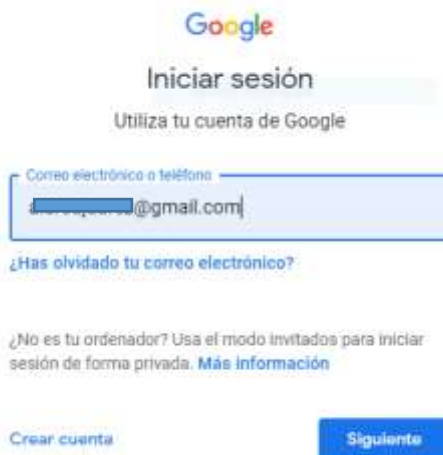 Google
Iniciar sesión
Utiliza tu cuenta de Google
Correo electrónico o teléfono
@gmail.com
¿Has olvidado tu correo electrónico?
¿No es tu ordenador? Usa el modo invitados para iniciar
sesión de forma privada. Más información
Crear cuenta
Siguiente